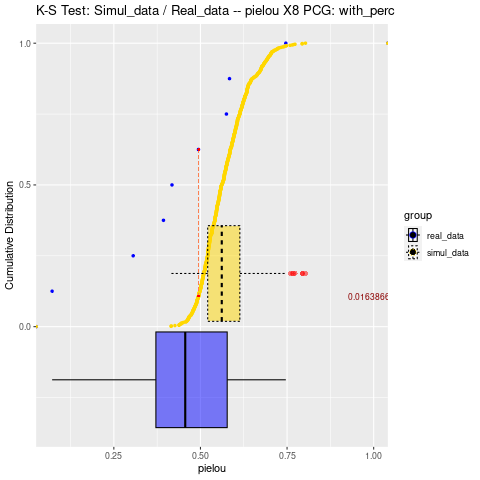 K-S Test: Simul_data / Real_data -- pielou X8 PCG: with_perc
Cumulative Distribution
1.0
0.5
0.0
0.0163866
0.25
0.50
0.75
1.00
pielou
group
real_data
simul_data